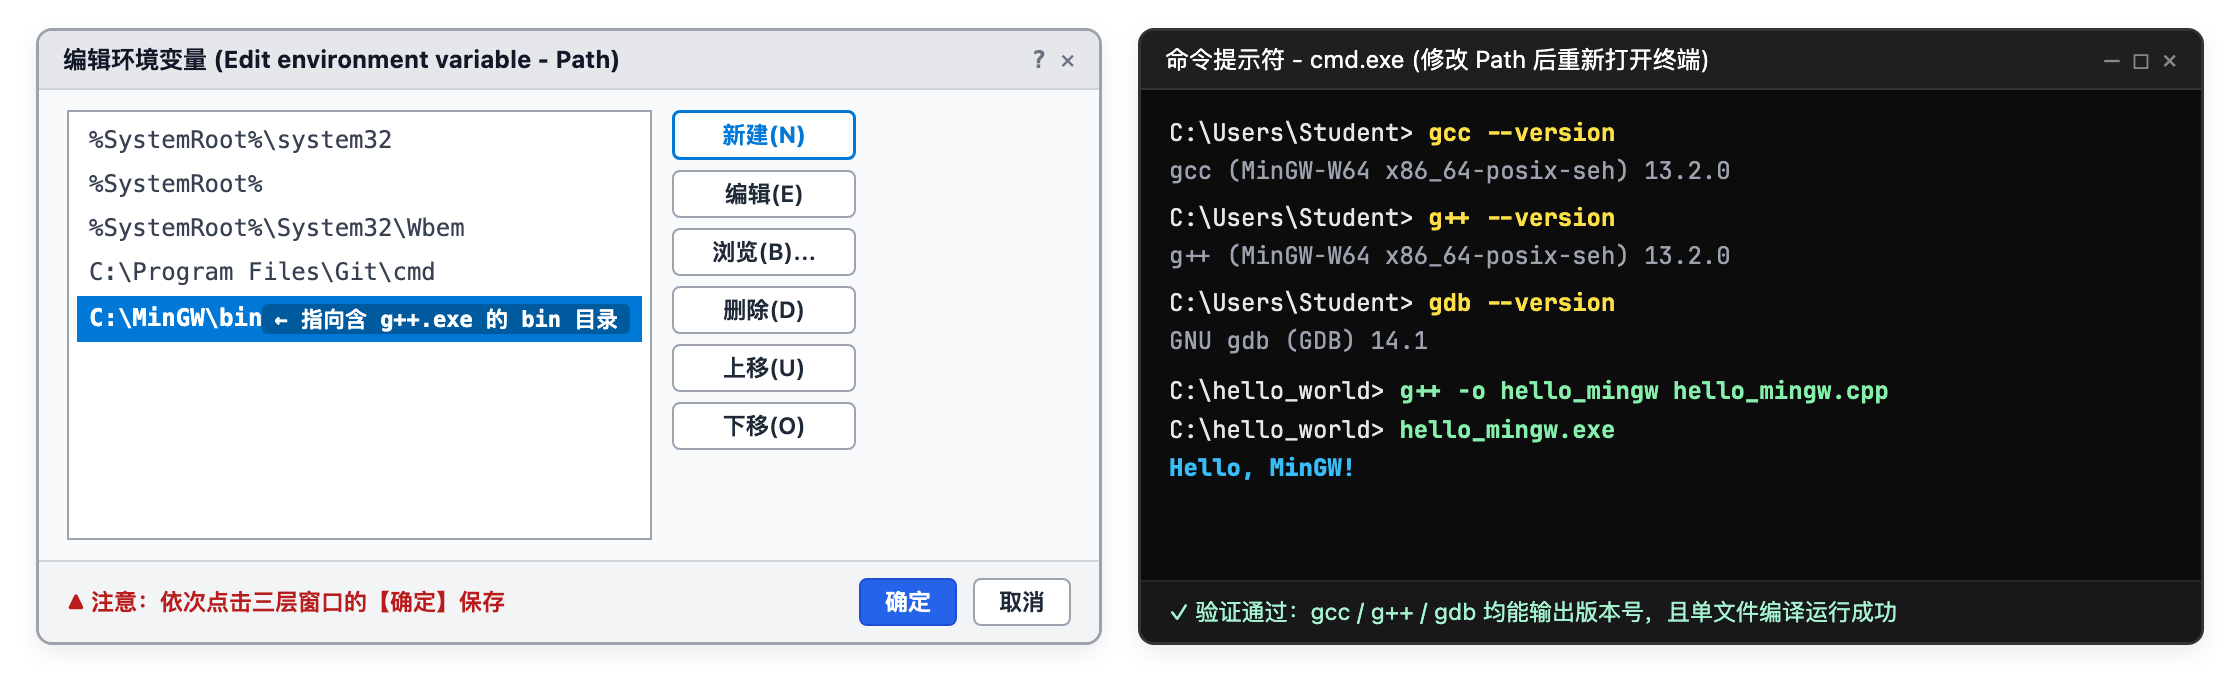 编辑环境变量 (Edit environment variable - Path)
? ×
%SystemRoot%\system32
%SystemRoot%
%SystemRoot%\System32\Wbem
C:\Program Files\Git\cmd
C:\MinGW\bin ← 指向含 g++.exe 的 bin 目录
新建(N)
编辑(E)
浏览(B)...
删除(D)
上移(U)
下移(O)
▲ 注意：依次点击三层窗口的【确定】保存
确定
取消
命令提示符 - cmd.exe (修改 Path 后重新打开终端)
— □ ×
C:\Users\Student> gcc --version
gcc (MinGW-W64 x86_64-posix-seh) 13.2.0
C:\Users\Student> g++ --version
g++ (MinGW-W64 x86_64-posix-seh) 13.2.0
C:\Users\Student> gdb --version
GNU gdb (GDB) 14.1
C:\hello_world> g++ -o hello_mingw hello_mingw.cpp
C:\hello_world> hello_mingw.exe
Hello, MinGW!
✓ 验证通过：gcc / g++ / gdb 均能输出版本号，且单文件编译运行成功